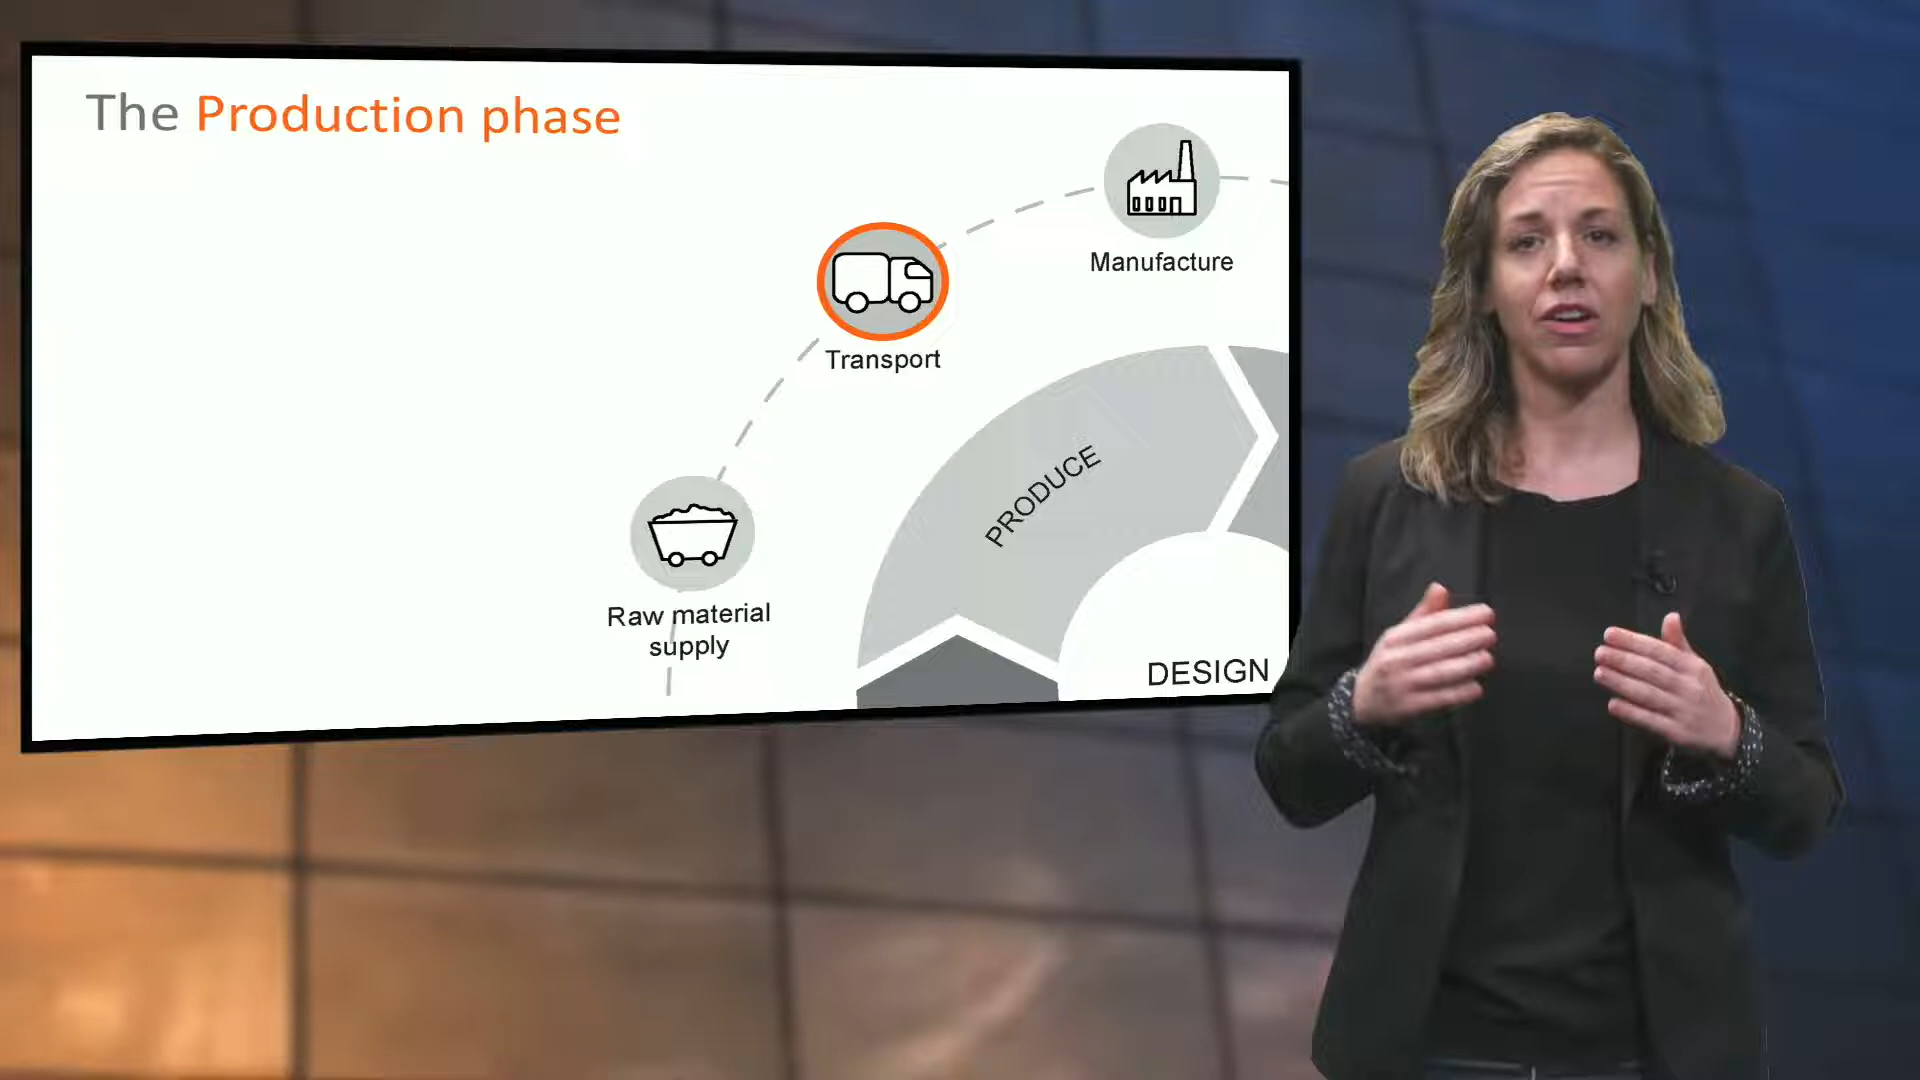 The Production phase
Manufacture
Transport
PRODUCE
Raw material
supply
DESIGN